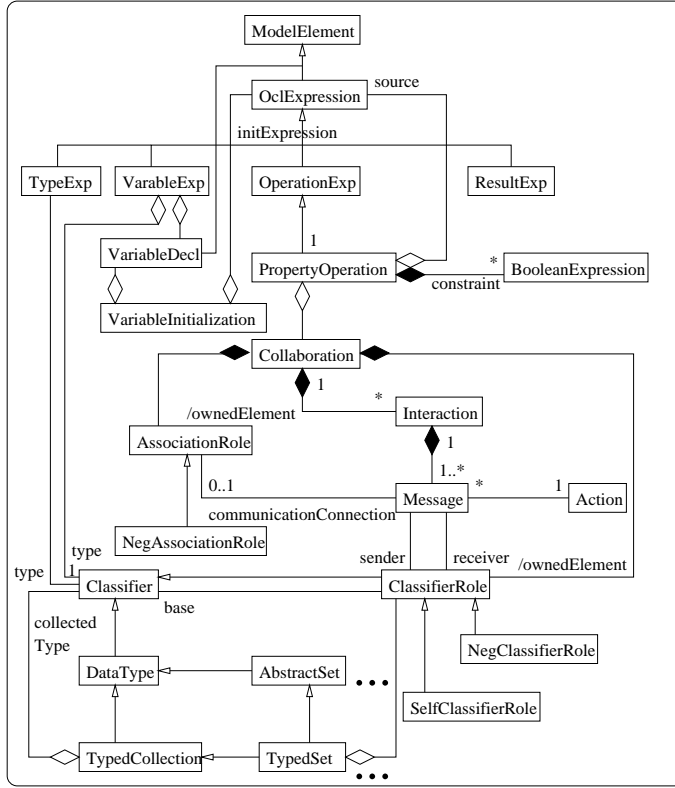 ModelElement
source
OclExpression
initExpression
TypeExp
VarableExp
OperationExp
ResultExp
1
VariableDecl
PropertyOperation
*
BooleanExpression
constraint
VariableInitialization
Collaboration
1
*
/ownedElement
Interaction
AssociationRole
1
1..*
0..1
Message
*
1
Action
communicationConnection
NegAssociationRole
type
sender
receiver
/ownedElement
type
1
Classifier
ClassifierRole
base
collected
Type
NegClassifierRole
DataType
AbstractSet
SelfClassifierRole
TypedCollection
TypedSet